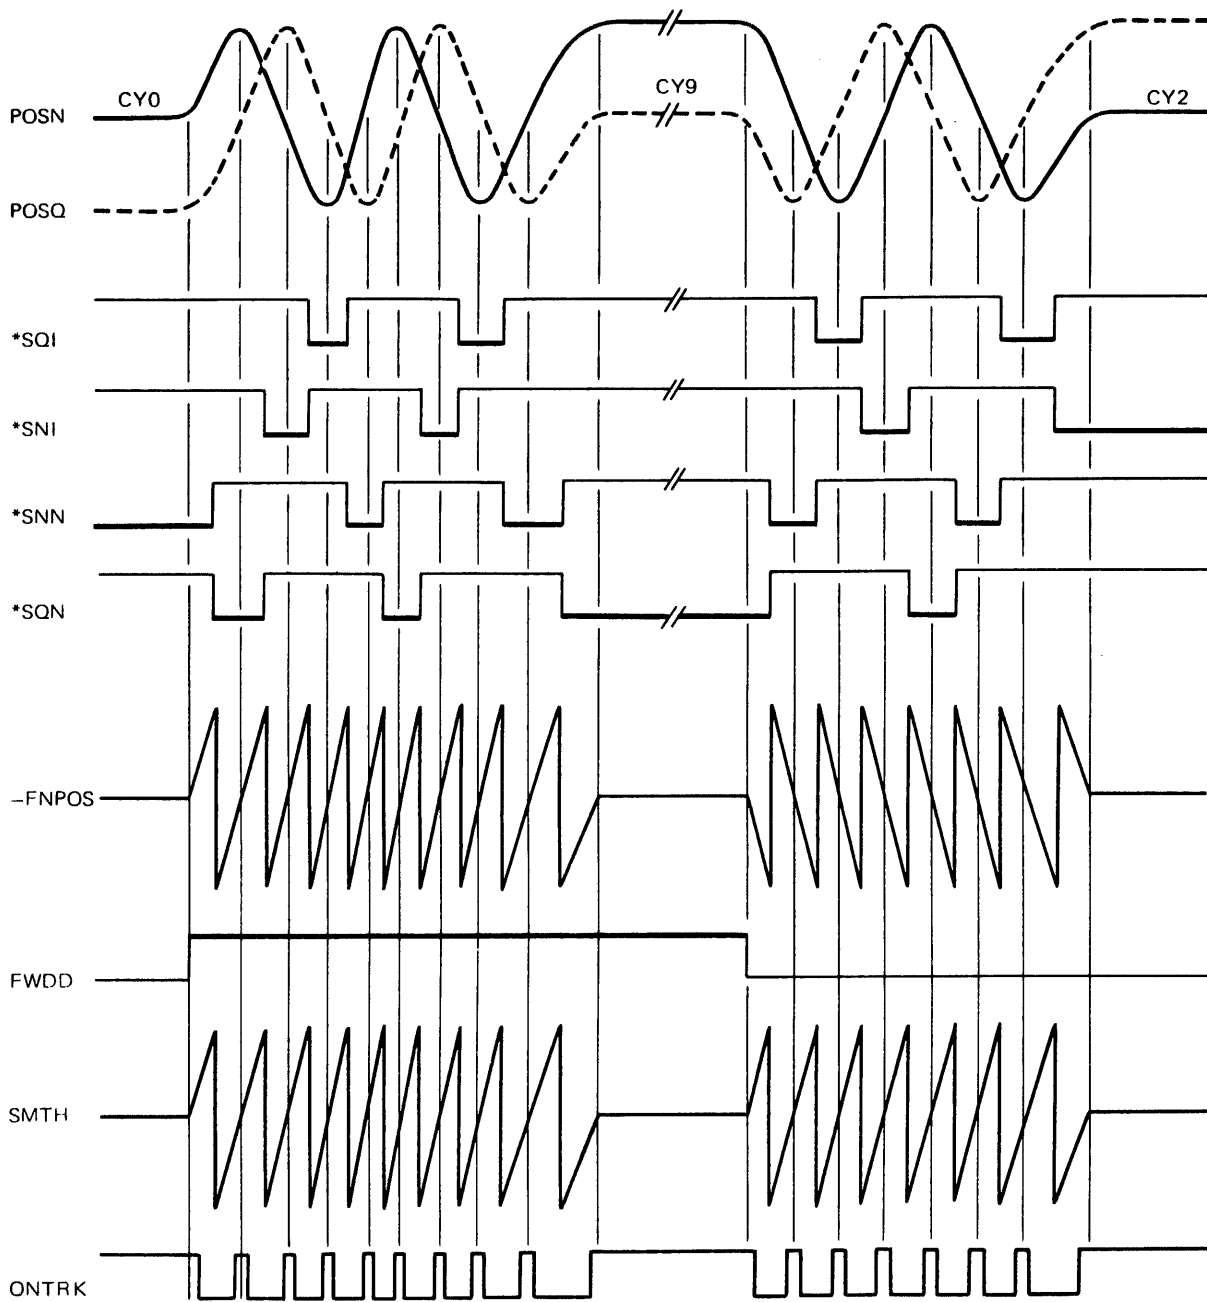 CY0
CY9
CY2
POSN
POSQ
*SQI
*SNI
*SNN
*SQN
–FNPOS
FWDD
SMTH
ONTRK